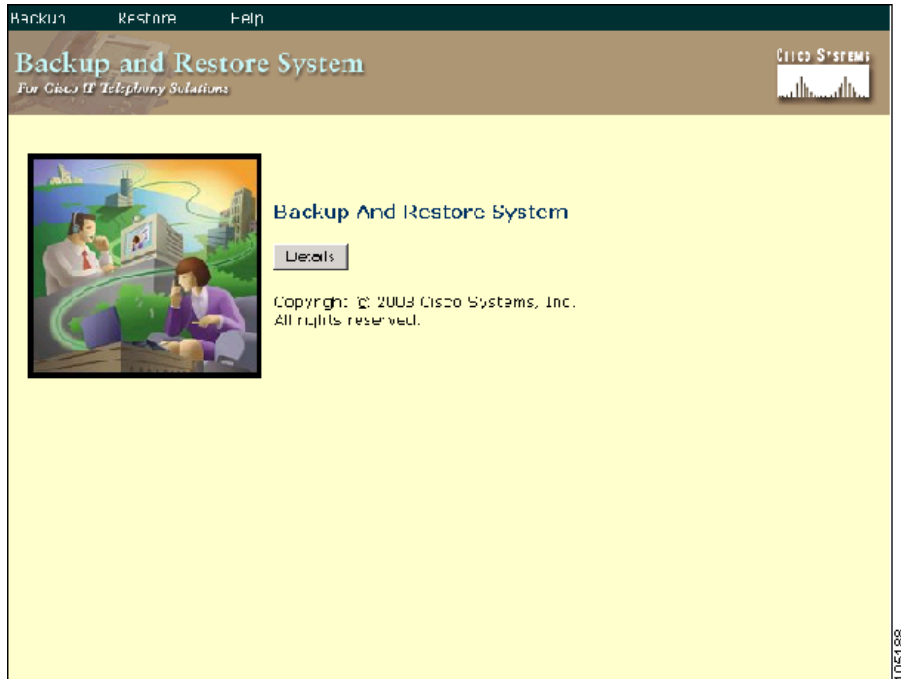 Backup Restore Help
Backup and Restore System
For Cisco IP Telephony Solutions
CISCO SYSTEMS
Backup And Restore System
Details
Copyright © 2003 Cisco Systems, Inc.
All rights reserved.
105188